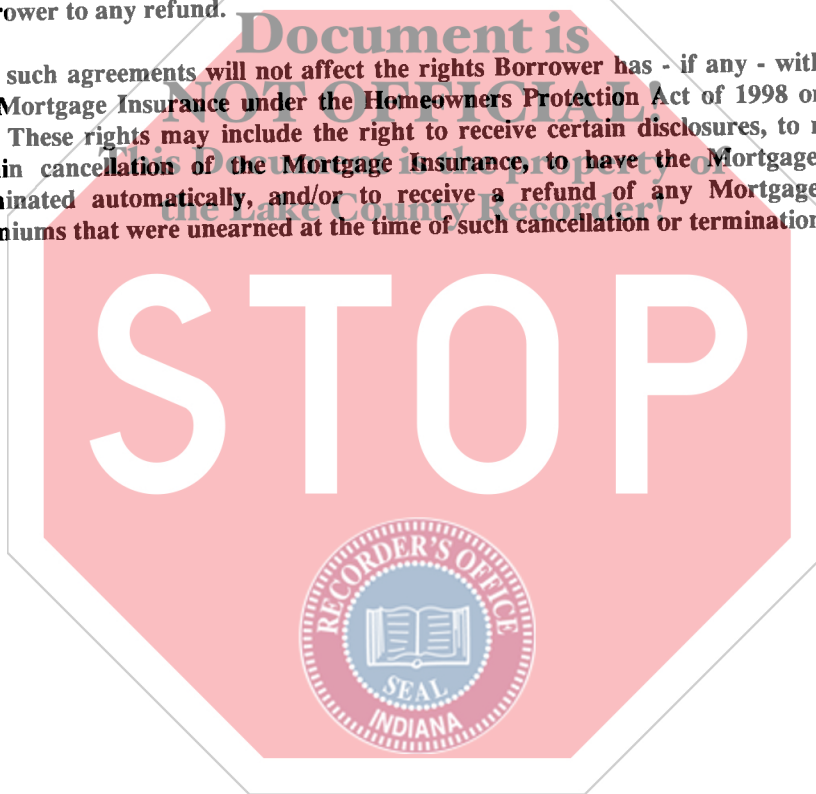 rower to any refund.
Document is
such agreements will not affect the rights Borrower has - if any - with
NOT OFFICIAL!
Mortgage Insurance under the Homeowners Protection Act of 1998 or
These rights may include the right to receive certain disclosures, to r
This Document is the property of
in cancellation of the Mortgage Insurance, to have the Mortgage
inated automatically, and/or to receive a refund of any Mortgage
the Lake County Recorder!
niums that were unearned at the time of such cancellation or termination
STOP
RECORDER'S OFFICE
SEAL
INDIANA